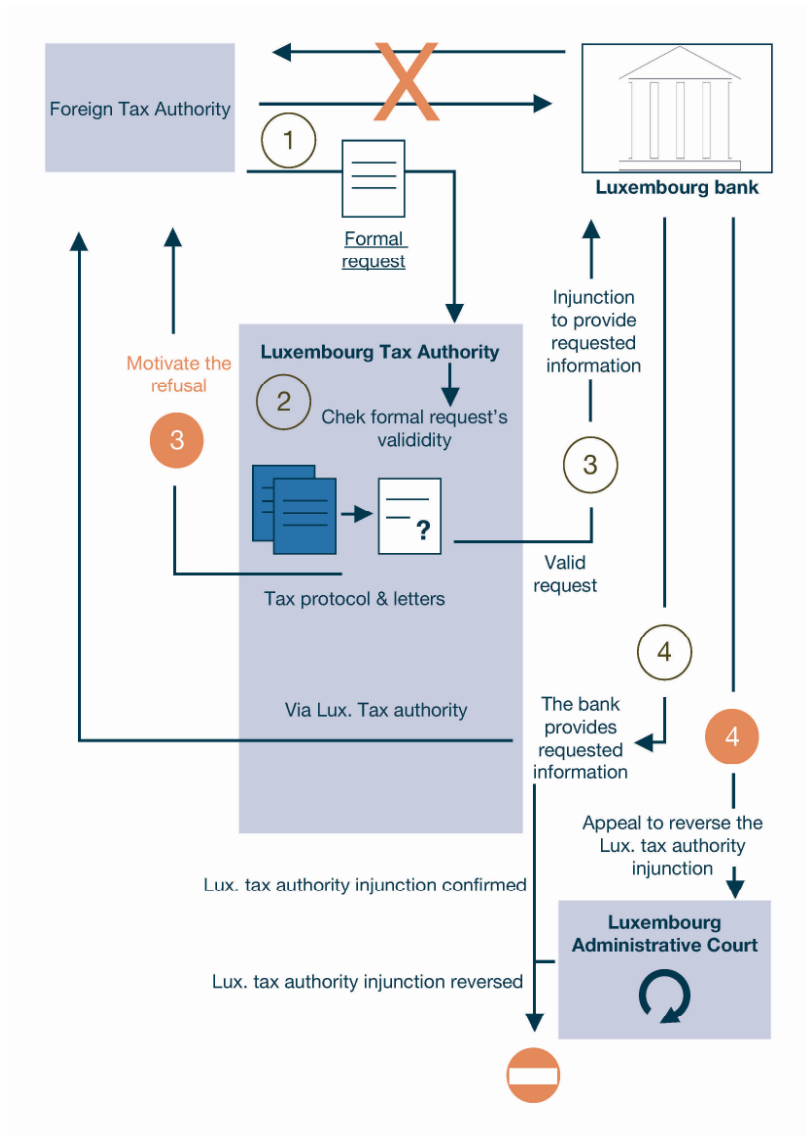 Foreign Tax Authority
1
Luxembourg bank
Formal
request
Injunction
to provide
requested
information
Motivate the
refusal
3
Luxembourg Tax Authority
2
Chek formal request's
valididity
3
?
Valid
request
Tax protocol & letters
4
Via Lux. Tax authority
The bank
provides
requested
information
4
Appeal to reverse the
Lux. tax authority
injunction
Lux. tax authority injunction confirmed
Luxembourg
Administrative Court
Lux. tax authority injunction reversed